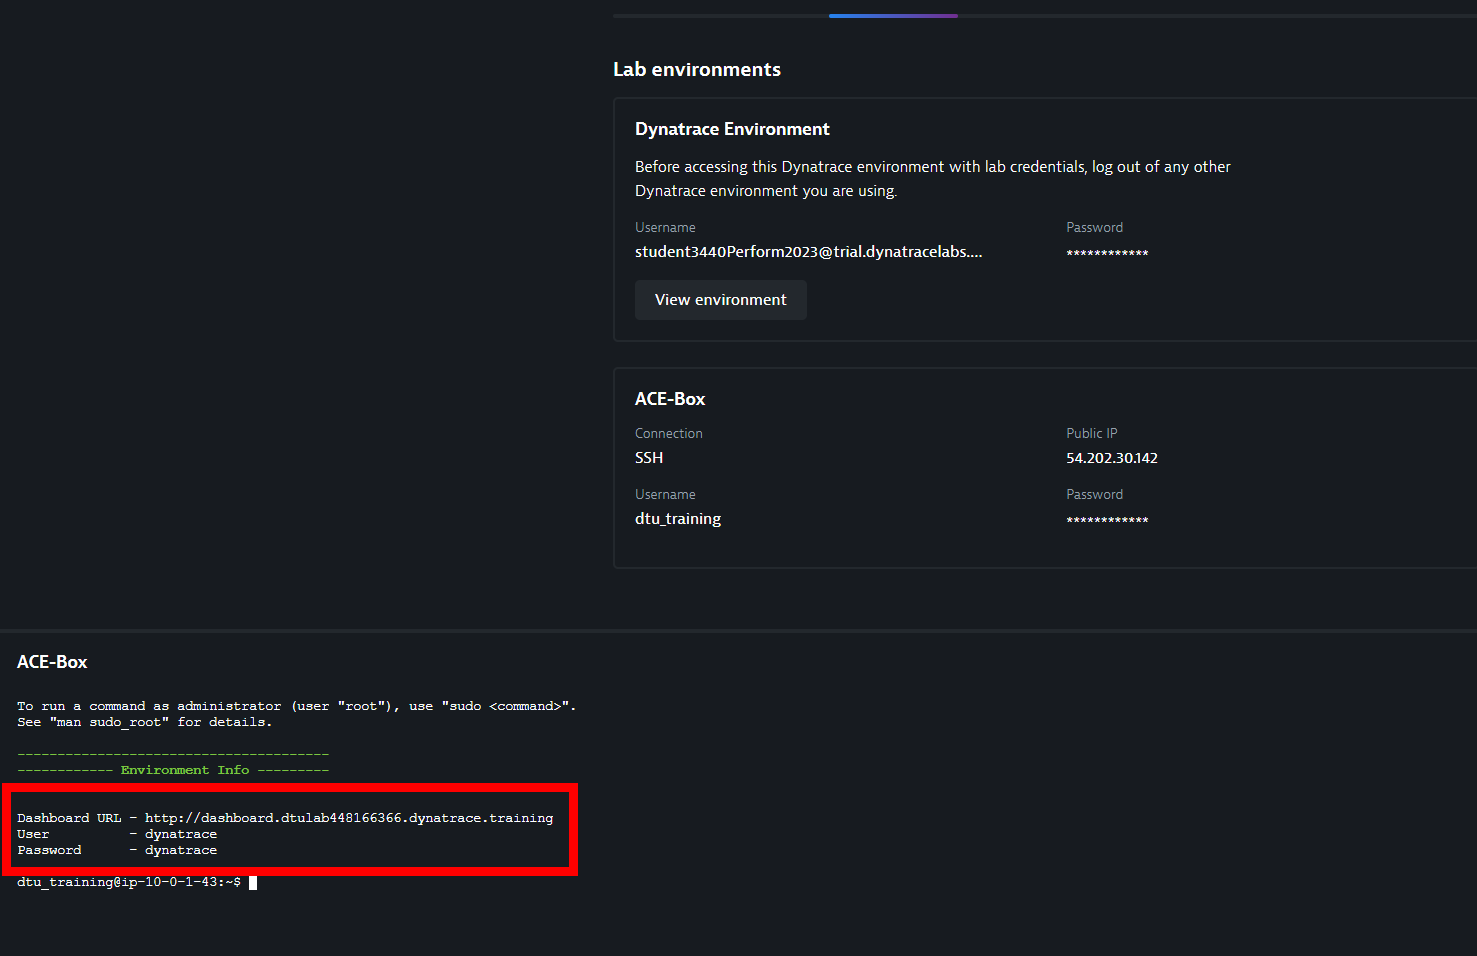 Lab environments
Dynatrace Environment
Before accessing this Dynatrace environment with lab credentials, log out of any other
Dynatrace environment you are using.
Username Password
student3440Perform2023@trial.dynatracelabs.... ************
View environment
ACE-Box
Connection Public IP
SSH 54.202.30.142
Username Password
dtu_training ************
ACE-Box
To run a command as administrator (user "root"), use "sudo <command>".
See "man sudo_root" for details.
---------------------------------------
------------ Environment Info ---------
Dashboard URL - http://dashboard.dtulab448166366.dynatrace.training
User - dynatrace
Password - dynatrace
dtu_training@ip-10-0-1-43:~$